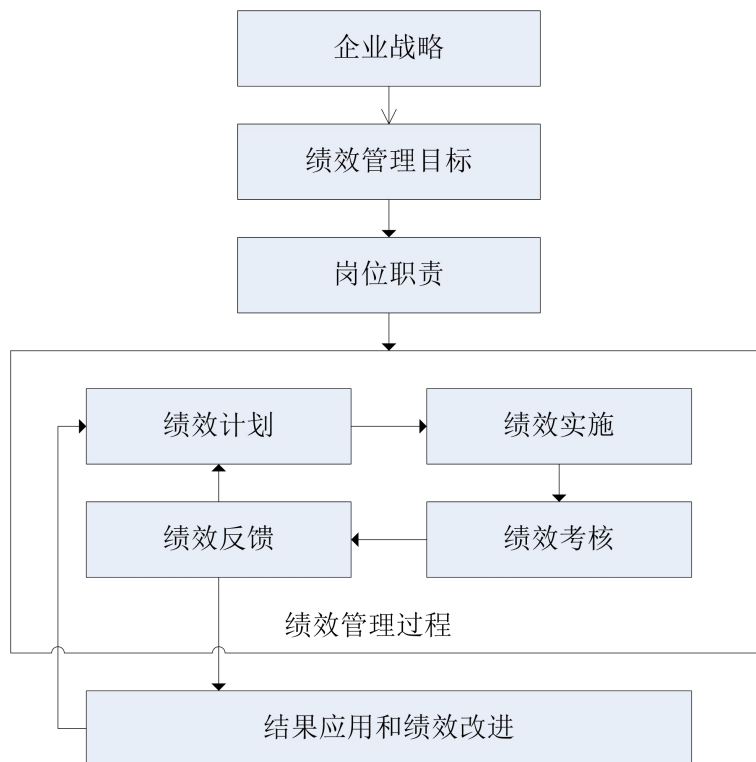 企业战略
绩效管理目标
岗位职责
绩效计划
绩效实施
绩效反馈
绩效考核
绩效管理过程
结果应用和绩效改进